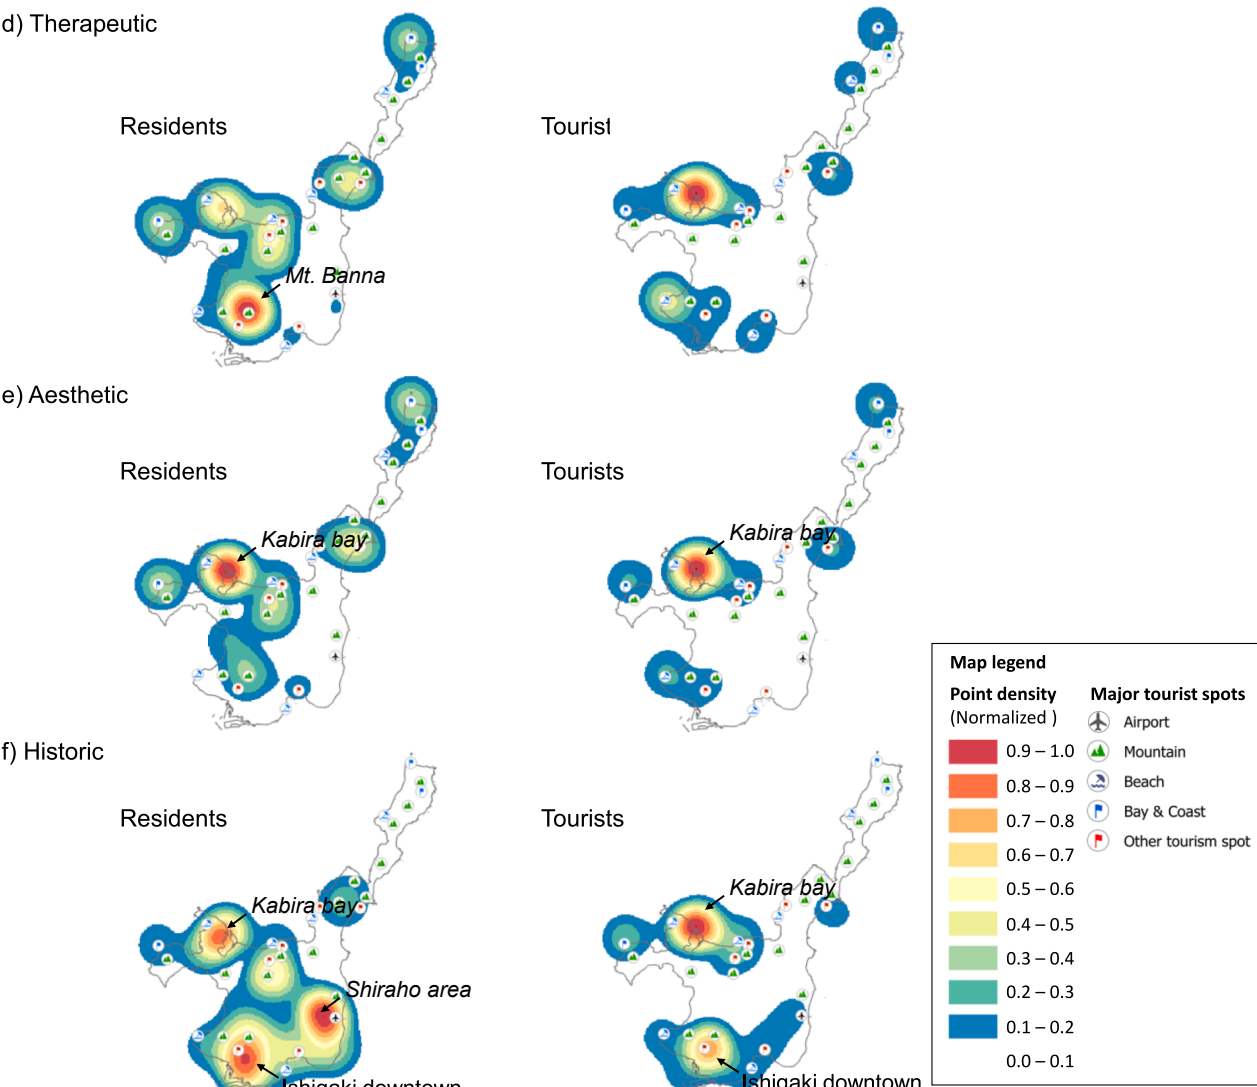 d) Therapeutic
Residents
Tourist
Mt. Banna
e) Aesthetic
Residents
Tourists
Kabira bay
Kabira bay
f) Historic
Residents
Tourists
Kabira bay
Kabira bay
Shiraho area
Ishigaki downtown
Ishigaki downtown
Map legend
Point density
(Normalized )
0.9 – 1.0
0.8 – 0.9
0.7 – 0.8
0.6 – 0.7
0.5 – 0.6
0.4 – 0.5
0.3 – 0.4
0.2 – 0.3
0.1 – 0.2
0.0 – 0.1
Major tourist spots
Airport
Mountain
Beach
Bay & Coast
Other tourism spot